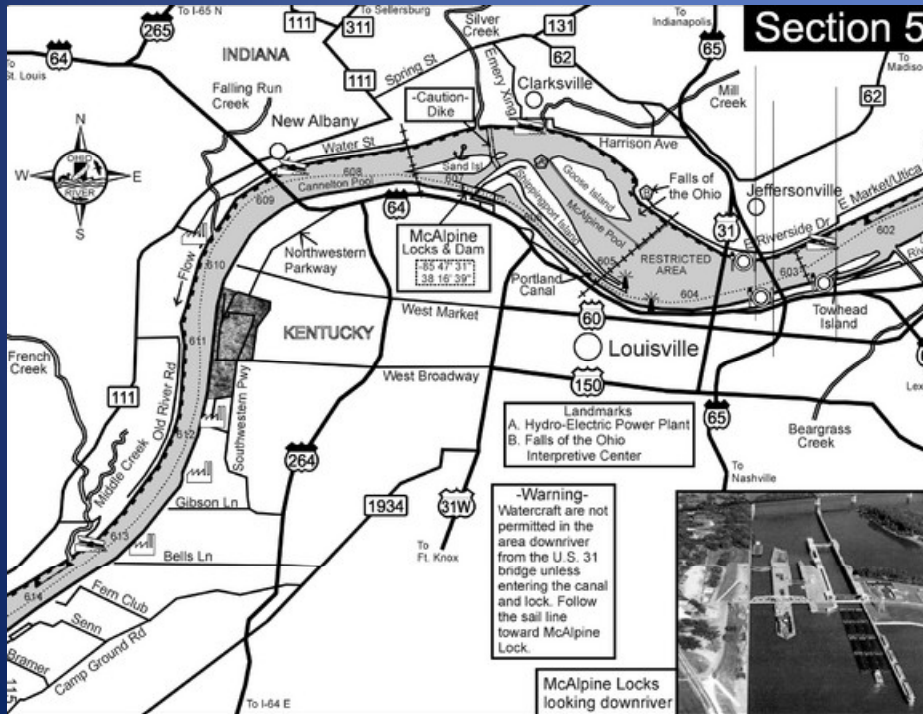 To I-65 N
To Sellersburg
265
111
311
Silver
Creek
131
To
Indianapolis
65
Section 5
64
To
St. Louis
INDIANA
111
Spring St
Emery Xing
62
Clarksville
Mill
Creek
To
Madiso
62
Falling Run
Creek
-Caution-
Dike
New Albany
Water St
Harrison Ave
N
W
E
S
OHIO
RIVER
Sand Isl.
608
607
Cannelton Pool
609
Goose Island
Shippingport Island
McAlpine Pool
606
Falls of
the Ohio
Jeffersonville
E Market/Utica
31
E Riverside Dr
602
64
McAlpine
Locks & Dam
-85 47' 31"
38 16' 39"
Flow
610
Northwestern
Parkway
Portland
Canal
605
RESTRICTED
AREA
604
603
Riv
Towhead
Island
West Market
60
KENTUCKY
Louisville
611
French
Creek
111
Old River Rd
West Broadway
150
Lex
Southwestern Pwy
65
Landmarks
A. Hydro-Electric Power Plant
B. Falls of the Ohio
Interpretive Center
Beargrass
Creek
612
Middle Creek
264
To
Nashville
Gibson Ln
1934
31W
-Warning-
Watercraft are not
permitted in the
area downriver
from the U.S. 31
bridge unless
entering the canal
and lock. Follow
the sail line
toward McAlpine
Lock.
613
Bells Ln
To
Ft. Knox
614
Fern Club
Senn
Bramer
Camp Ground Rd
To I-64 E
McAlpine Locks
looking downriver